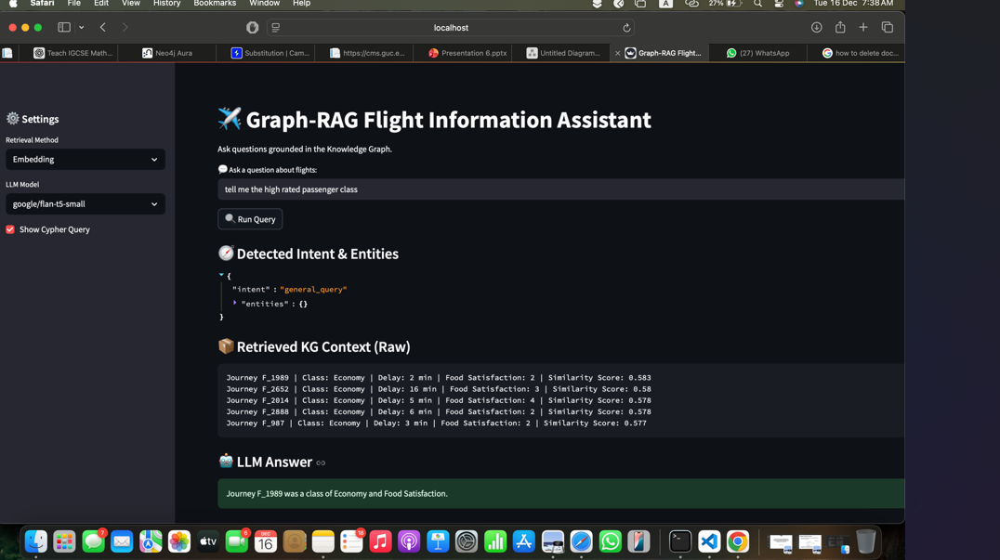 Safari File Edit View History Bookmarks Window Help A 27% Tue 16 Dec 7:38 AM
localhost
Teach IGCSE Math... Neo4j Aura Substitution | Cam... https://cms.guc.e... Presentation 6.pptx Untitled Diagram... Graph-RAG Flight... (27) WhatsApp how to delete doc...
Settings
Retrieval Method
Embedding
LLM Model
google/flan-t5-small
Show Cypher Query
Graph-RAG Flight Information Assistant
Ask questions grounded in the Knowledge Graph.
Ask a question about flights:
tell me the high rated passenger class
Run Query
Detected Intent & Entities
{
"intent" : "general_query"
"entities" : {}
}
Retrieved KG Context (Raw)
Journey F_1989 | Class: Economy | Delay: 2 min | Food Satisfaction: 2 | Similarity Score: 0.583
Journey F_2652 | Class: Economy | Delay: 16 min | Food Satisfaction: 3 | Similarity Score: 0.58
Journey F_2014 | Class: Economy | Delay: 5 min | Food Satisfaction: 4 | Similarity Score: 0.578
Journey F_2888 | Class: Economy | Delay: 6 min | Food Satisfaction: 2 | Similarity Score: 0.578
Journey F_987 | Class: Economy | Delay: 3 min | Food Satisfaction: 2 | Similarity Score: 0.577
LLM Answer
Journey F_1989 was a class of Economy and Food Satisfaction.
7 6 tv DEC 16 18